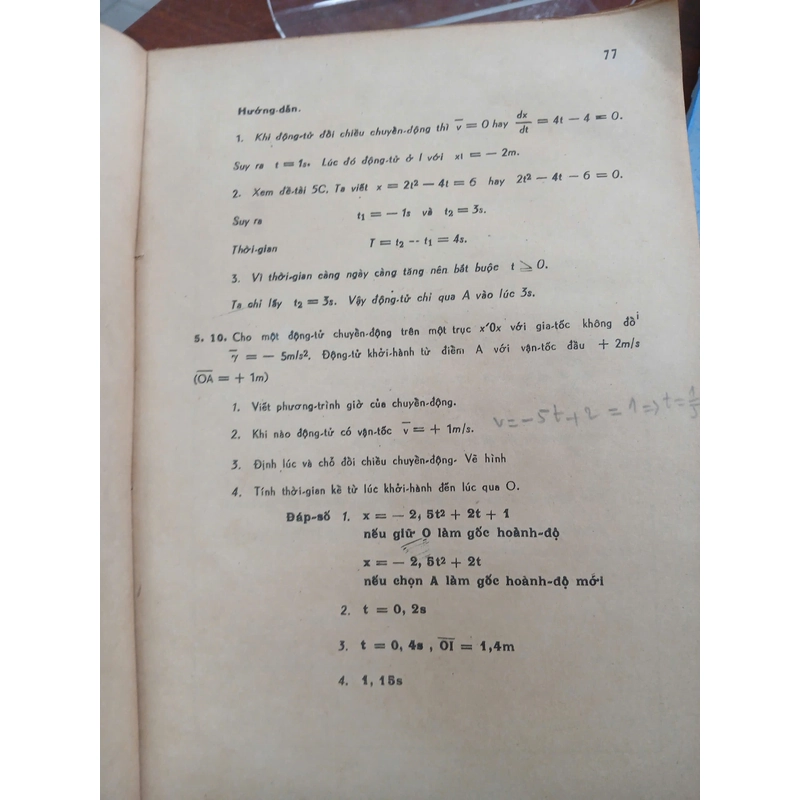 77
Hướng-dẫn.
1. Khi động-tử đổi chiều chuyển-động thì v̅ = 0 hay dx/dt = 4t — 4 = 0.
Suy ra t = 1s. Lúc đó động-tử ở I với xI = — 2m.
2. Xem đề-tài 5C. Ta viết x = 2t² — 4t = 6 hay 2t² — 4t — 6 = 0.
Suy ra t₁ = — 1s và t₂ = 3s.
Thời-gian T = t₂ -- t₁ = 4s.
3. Vì thời-gian càng ngày càng tăng nên bắt buộc t ⩾ 0.
Ta chỉ lấy t₂ = 3s. Vậy động-tử chỉ qua A vào lúc 3s.
5. 10. Cho một động-tử chuyển-động trên một trục x′Ox với gia-tốc không đổi
γ̅ = — 5m/s². Động-tử khởi-hành từ điểm A với vận-tốc đầu + 2m/s
(O̅A̅ = + 1m)
1. Viết phương-trình giờ của chuyển-động.
2. Khi nào động-tử có vận-tốc v̅ = + 1m/s.
v = -5t + 2 = 1 => t = 1/5
3. Định lúc và chỗ đổi chiều chuyển-động. Vẽ hình
4. Tính thời-gian kể từ lúc khởi-hành đến lúc qua O.
Đáp-số 1. x = — 2, 5t² + 2t + 1
nếu giữ O làm gốc hoành-độ
x = — 2, 5t² + 2t
nếu chọn A làm gốc hoành-độ mới
2. t = 0, 2s
3. t = 0, 4s , O̅I̅ = 1,4m
4. 1, 15s